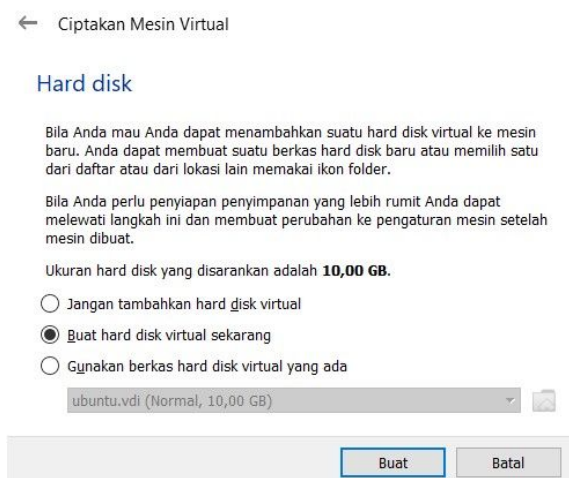 Ciptakan Mesin Virtual
Hard disk
Bila Anda mau Anda dapat menambahkan suatu hard disk virtual ke mesin
baru. Anda dapat membuat suatu berkas hard disk baru atau memilih satu
dari daftar atau dari lokasi lain memakai ikon folder.
Bila Anda perlu penyiapan penyimpanan yang lebih rumit Anda dapat
melewati langkah ini dan membuat perubahan ke pengaturan mesin setelah
mesin dibuat.
Ukuran hard disk yang disarankan adalah 10,00 GB.
Jangan tambahkan hard disk virtual
Buat hard disk virtual sekarang
Gunakan berkas hard disk virtual yang ada
ubuntu.vdi (Normal, 10,00 GB)
Buat Batal